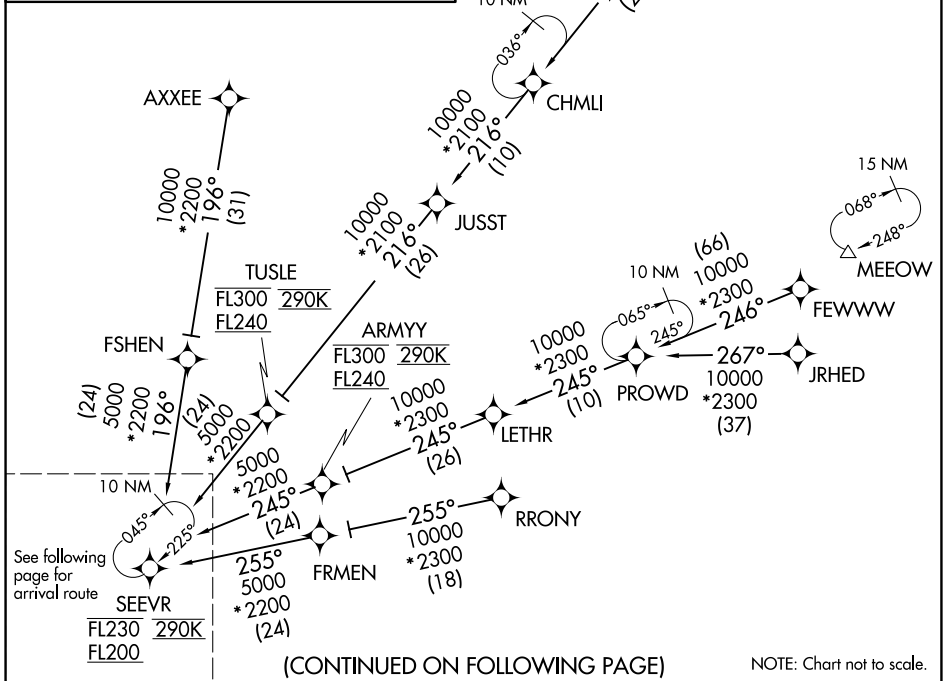 10 NM
036°
CHMLI
AXXEE
10000
*2100
216°
(10)
15 NM
068°
248°
MEEOW
10000
*2200
196°
(31)
JUSST
10000
*2100
216°
(26)
TUSLE
FL300 290K
FL240
(66)
10000
*2300
246°
FEWWW
10 NM
065°
245°
ARMYY
FL300 290K
FL240
FSHEN
10000
*2300
245°
(10)
PROWD
267°
10000
*2300
(37)
JRHED
(24)
5000
*2200
196°
(24)
5000
*2200
10000
*2300
245°
(26)
LETHR
5000
*2200
245°
(24)
10 NM
045°
225°
RRONY
255°
10000
*2300
(18)
FRMEN
255°
5000
*2200
(24)
See following
page for
arrival route
SEEVR
FL230 290K
FL200
(CONTINUED ON FOLLOWING PAGE)
NOTE: Chart not to scale.